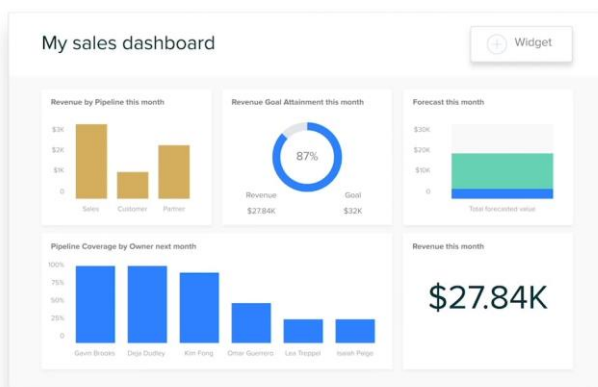 My sales dashboard
Widget
Revenue by Pipeline this month
$3K
$2K
$1K
0
Sales Customer Partner
Revenue Goal Attainment this month
87%
Revenue Goal
$27.84K $32K
Forecast this month
$30K
$20K
$10K
0
Total forecasted value
Pipeline Coverage by Owner next month
100%
75%
50%
25%
0
Gavin Brooks Deja Dudley Kim Fong Omar Guerrero Leo Troppel Isaiah Paige
Revenue this month
$27.84K